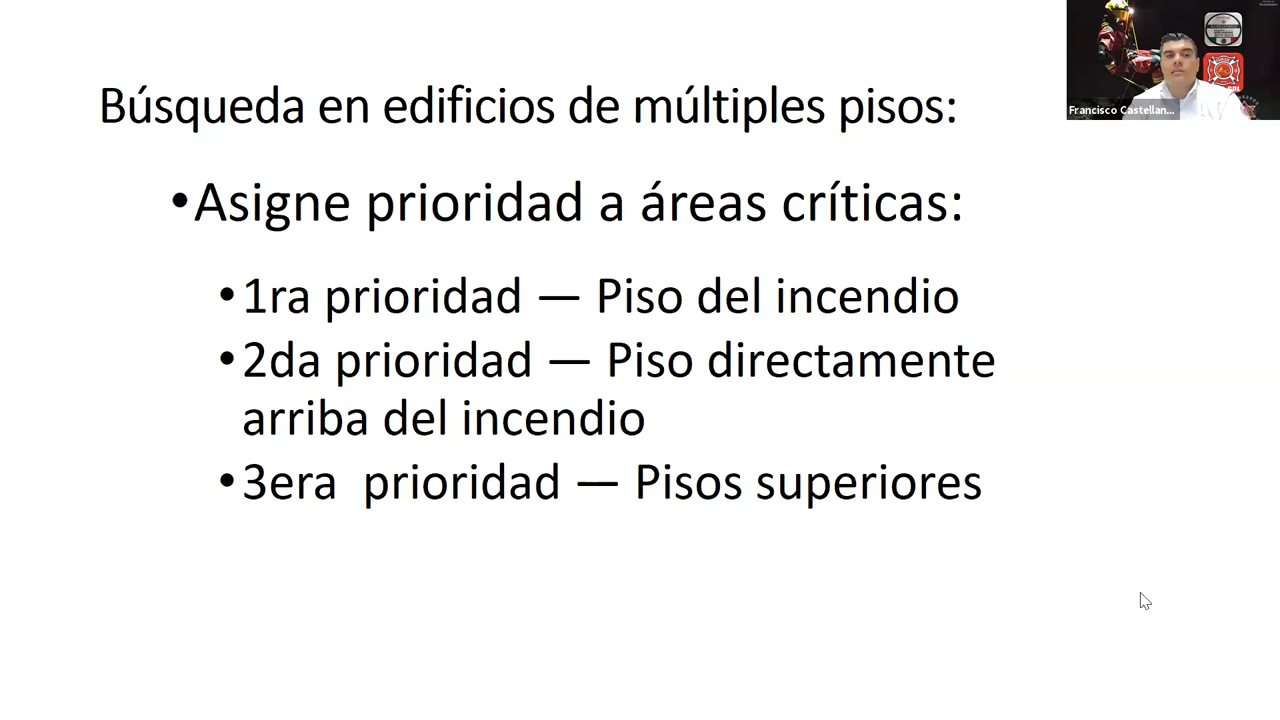 Búsqueda en edificios de múltiples pisos:
•Asigne prioridad a áreas críticas:
•1ra prioridad — Piso del incendio
•2da prioridad — Piso directamente
arriba del incendio
•3era  prioridad — Pisos superiores
Francisco Castellan...